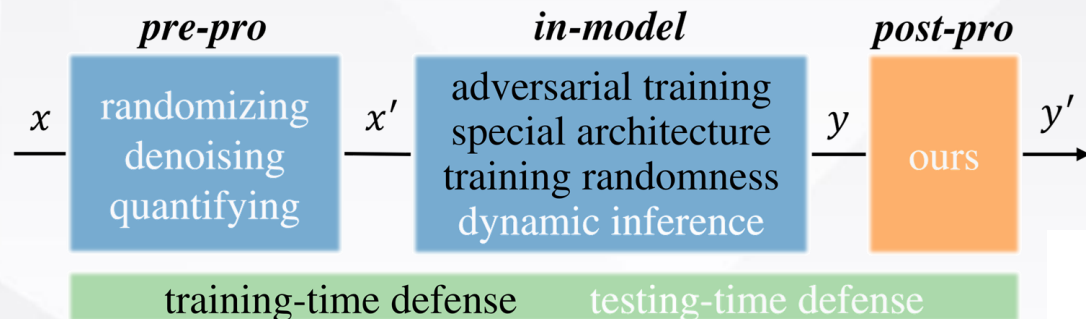 pre-pro
in-model
post-pro
x
randomizing
denoising
quantifying
x′
adversarial training
special architecture
training randomness
dynamic inference
y
ours
y′
training-time defense
testing-time defense